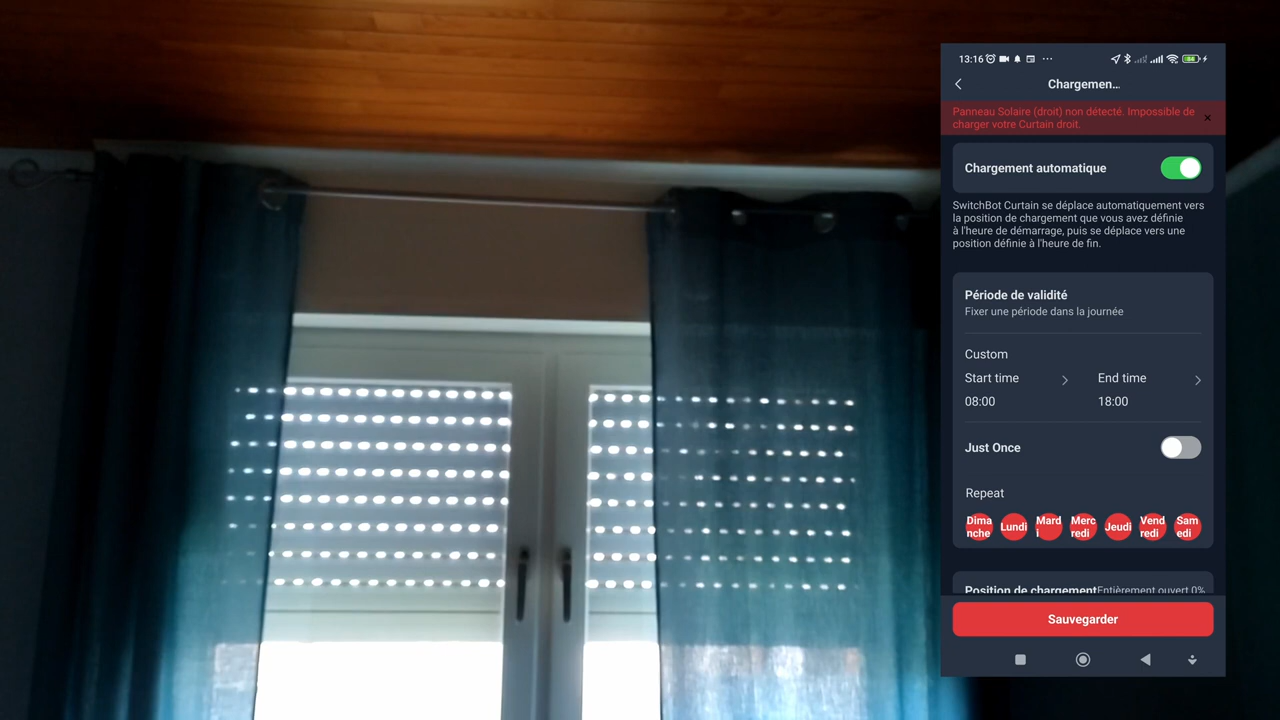 13:16
Chargemen...
Panneau Solaire (droit) non détecté. Impossible de
charger votre Curtain droit.
Chargement automatique
SwitchBot Curtain se déplace automatiquement vers
la position de chargement que vous avez définie
à l'heure de démarrage, puis se déplace vers une
position définie à l'heure de fin.
Période de validité
Fixer une période dans la journée
Custom
Start time
End time
08:00
18:00
Just Once
Repeat
Dima
nche
Lundi
Mard
i
Merc
redi
Jeudi
Vend
redi
Sam
edi
Position de chargement Entièrement ouvert 0%
Sauvegarder